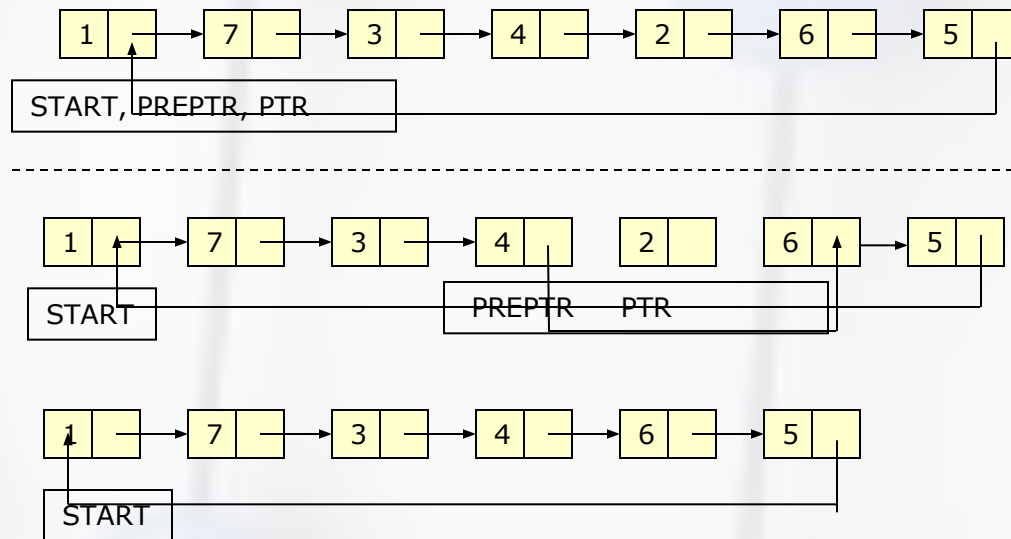 1 7 3 4 2 6 5
START, PREPTR, PTR
1 7 3 4 2 6 5
START PREPTR PTR
1 7 3 4 6 5
START